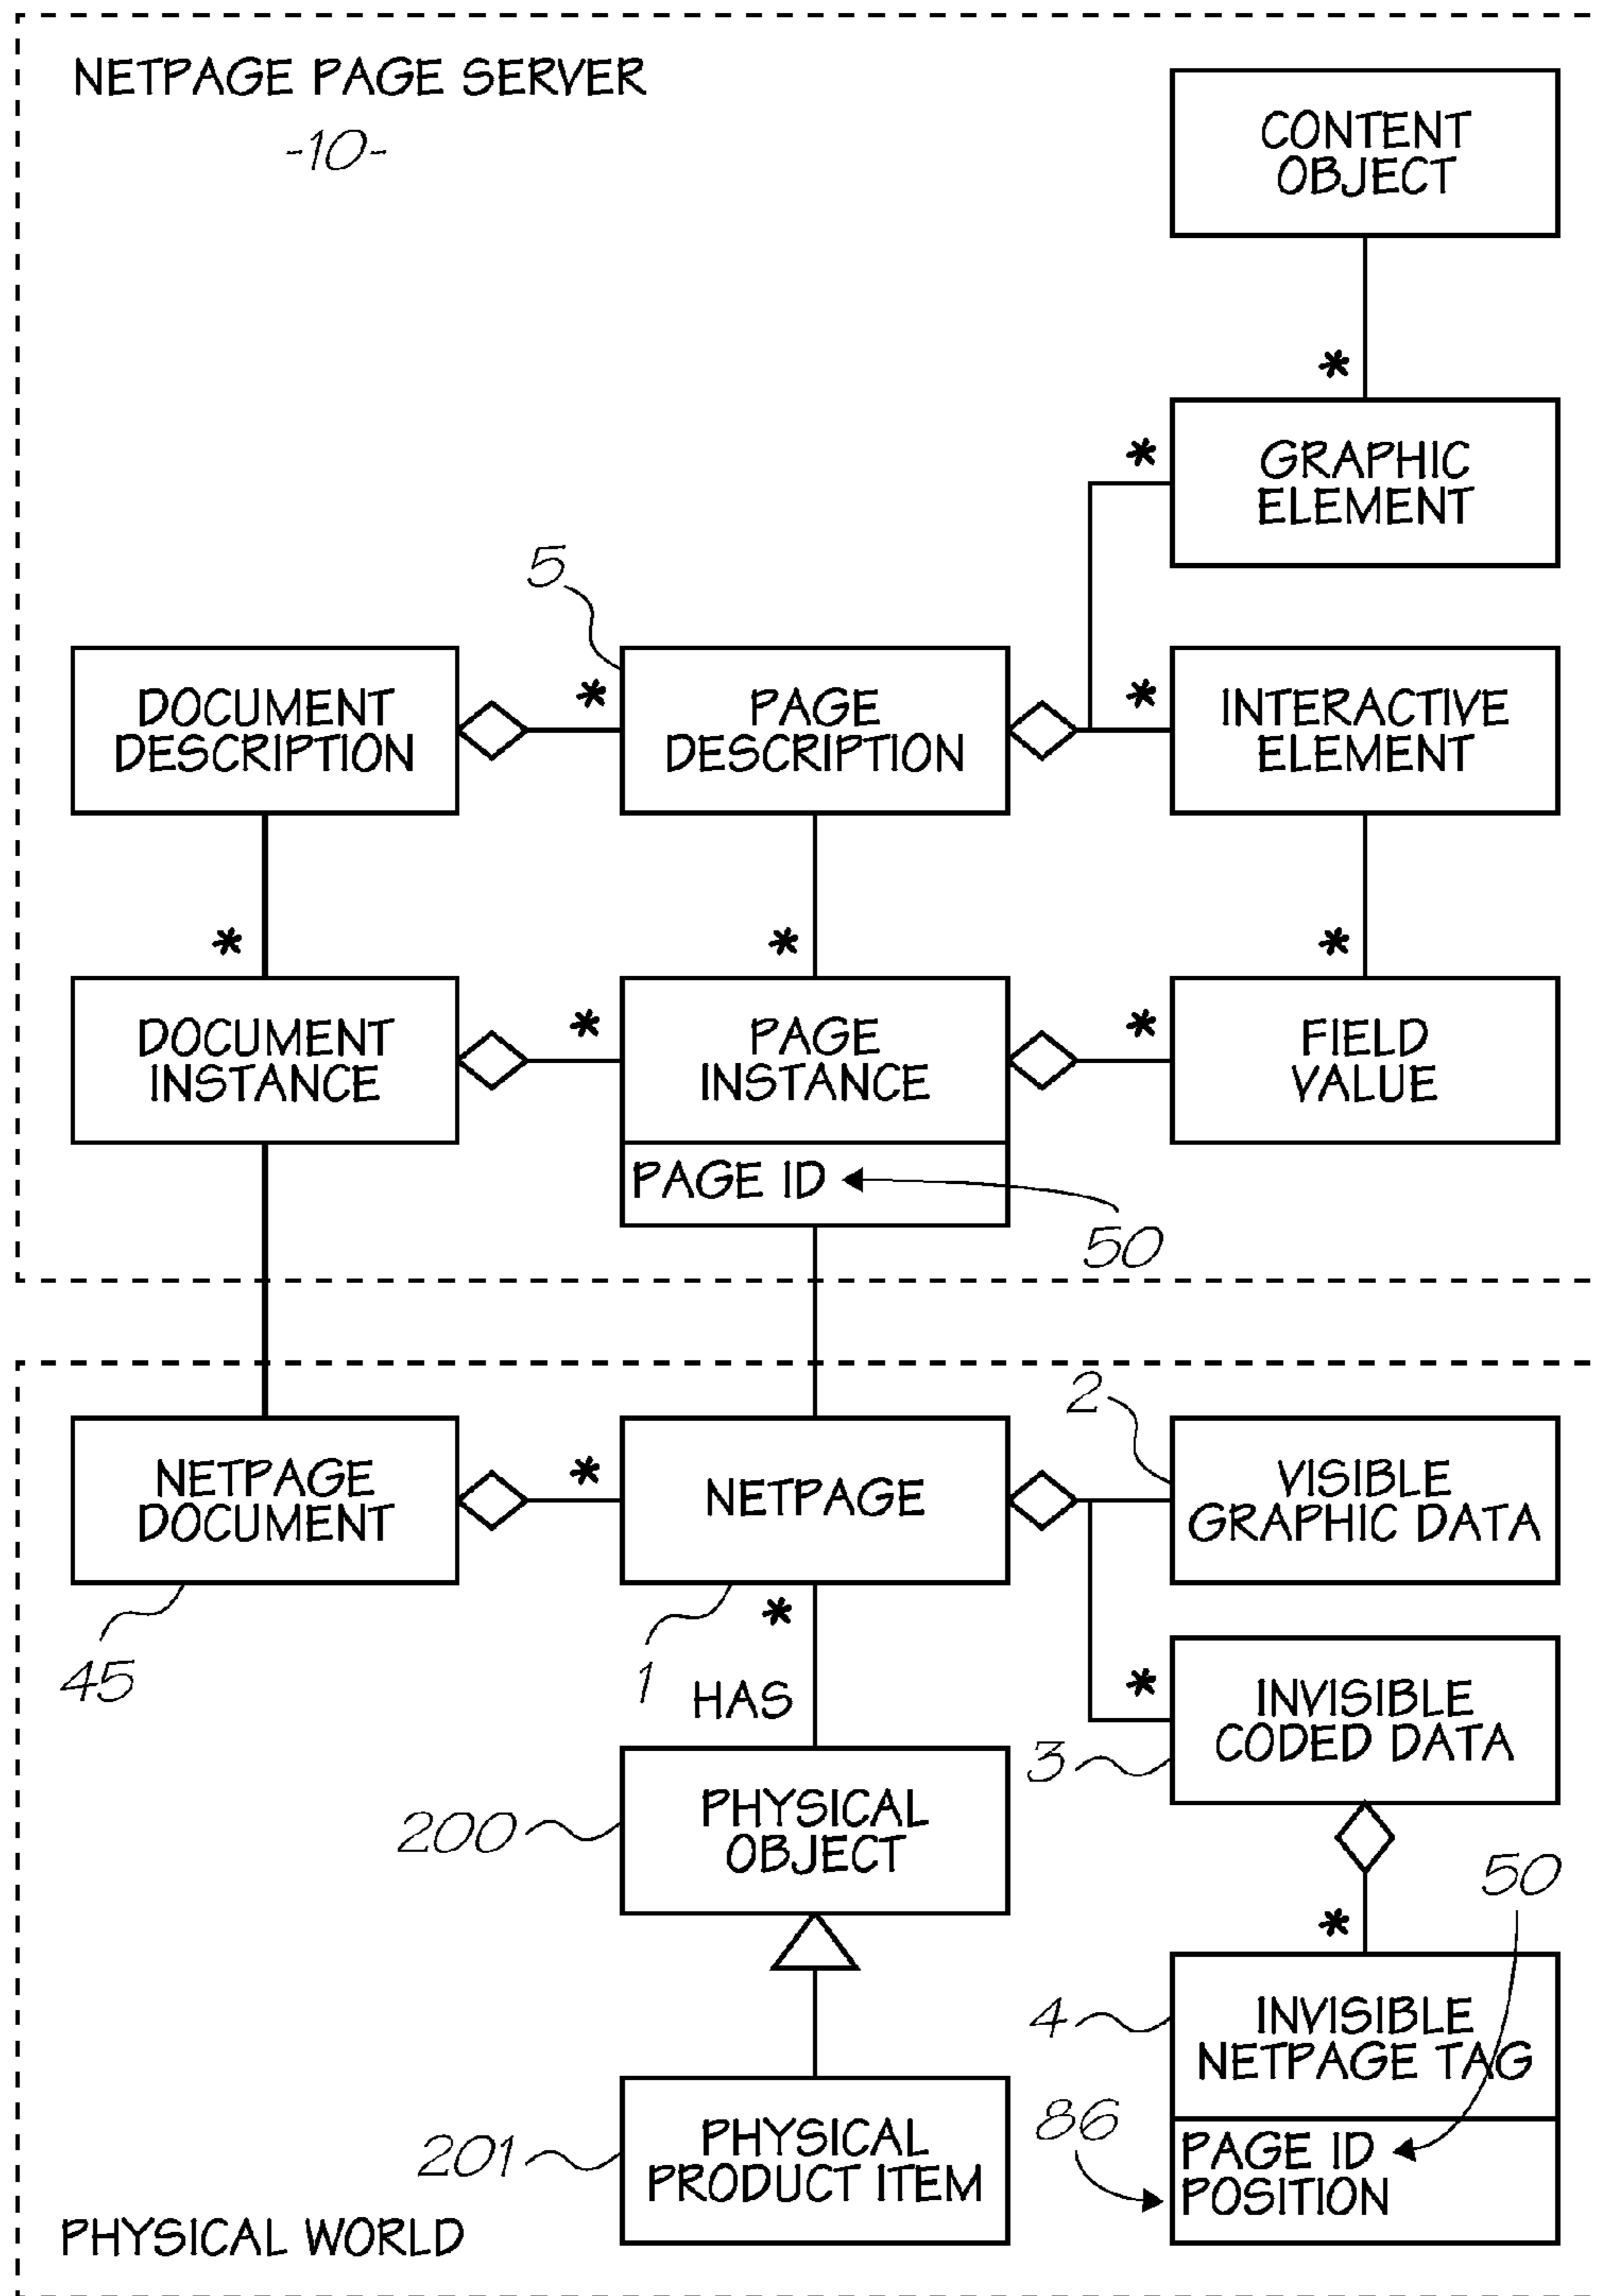 NETPAGE PAGE SERVER
-10-
CONTENT
OBJECT
*
*
GRAPHIC
ELEMENT
5
DOCUMENT
DESCRIPTION
*
PAGE
DESCRIPTION
*
INTERACTIVE
ELEMENT
*
*
*
DOCUMENT
INSTANCE
*
PAGE
INSTANCE
*
FIELD
VALUE
PAGE ID
50
2
NETPAGE
DOCUMENT
*
NETPAGE
VISIBLE
GRAPHIC DATA
45
1
*
HAS
*
INVISIBLE
CODED DATA
3
200
PHYSICAL
OBJECT
50
*
4
INVISIBLE
NETPAGE TAG
86
PAGE ID
POSITION
201
PHYSICAL
PRODUCT ITEM
PHYSICAL WORLD